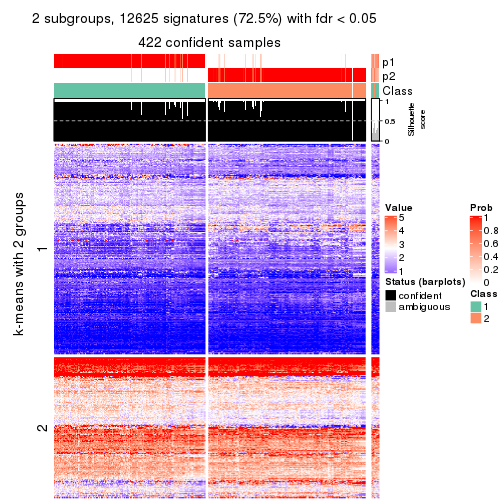 2 subgroups, 12625 signatures (72.5%) with fdr < 0.05
422 confident samples
p1
p2
Class
1
0.5
0
Silhouette
score
k-means with 2 groups
1
2
Value
5
4
3
2
1
Status (barplots)
confident
ambiguous
Prob
1
0.8
0.6
0.4
0.2
0
Class
1
2